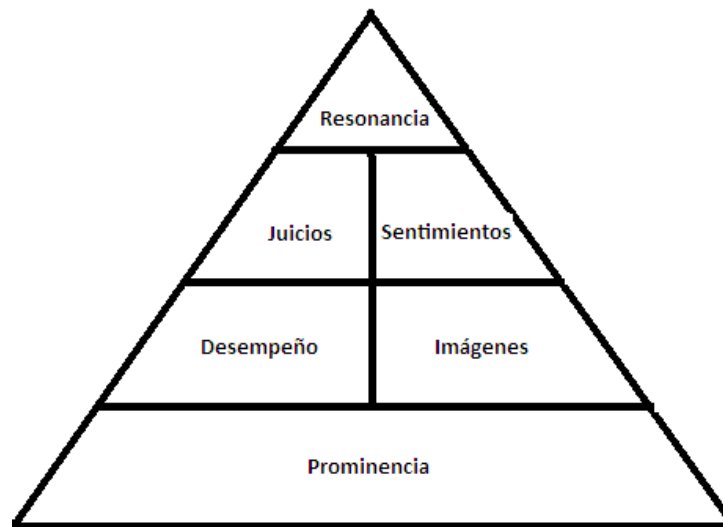 Resonancia
Juicios
Sentimientos
Desempeño
Imágenes
Prominencia